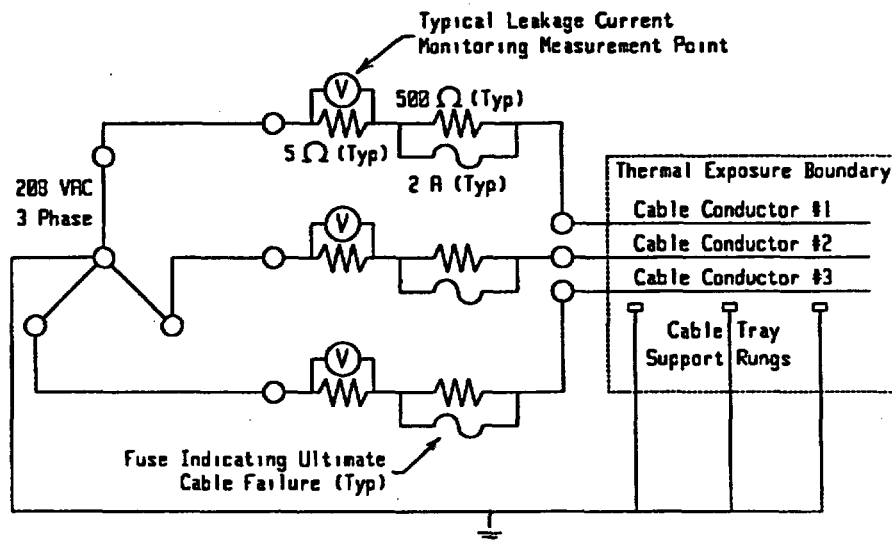 Typical Leakage Current
Monitoring Measurement Point
V
500 Ω (Typ)
5 Ω (Typ)
2 A (Typ)
208 VAC
3 Phase
Thermal Exposure Boundary
Cable Conductor #1
V
Cable Conductor #2
Cable Conductor #3
Cable Tray
Support Rungs
V
Fuse Indicating Ultimate
Cable Failure (Typ)